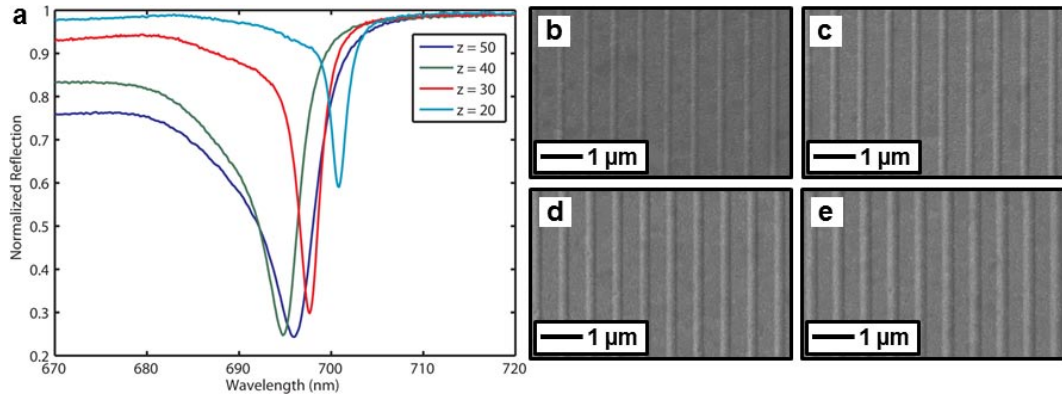 a
1
0.9
0.8
0.7
0.6
0.5
0.4
0.3
0.2
Normalized Reflection
670 680 690 700 710 720
Wavelength (nm)
z = 50
z = 40
z = 30
z = 20
b
1 µm
c
1 µm
d
1 µm
e
1 µm